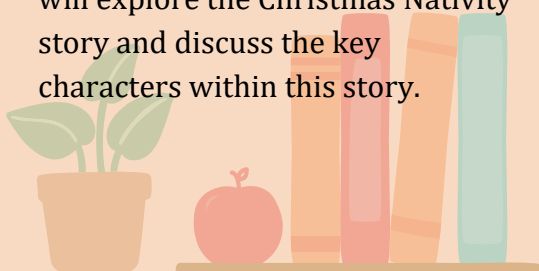 will explore the Christmas Nativity
story and discuss the key
characters within this story.